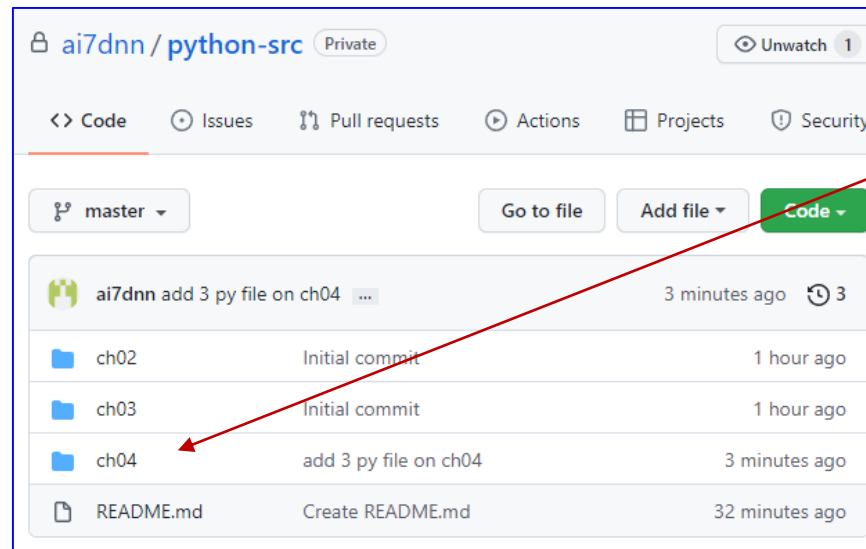 ai7dnn / python-src Private Unwatch 1
<> Code Issues Pull requests Actions Projects Security
master Go to file Add file Code
ai7dnn add 3 py file on ch04 ... 3 minutes ago 3
ch02 Initial commit 1 hour ago
ch03 Initial commit 1 hour ago
ch04 add 3 py file on ch04 3 minutes ago
README.md Create README.md 32 minutes ago